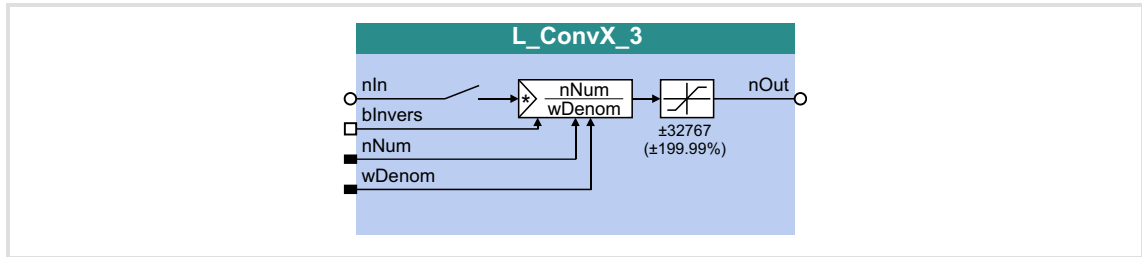 L_ConvX_3
nIn
nNum
nOut
*
wDenom
bInvers
±32767
nNum
(±199.99%)
wDenom